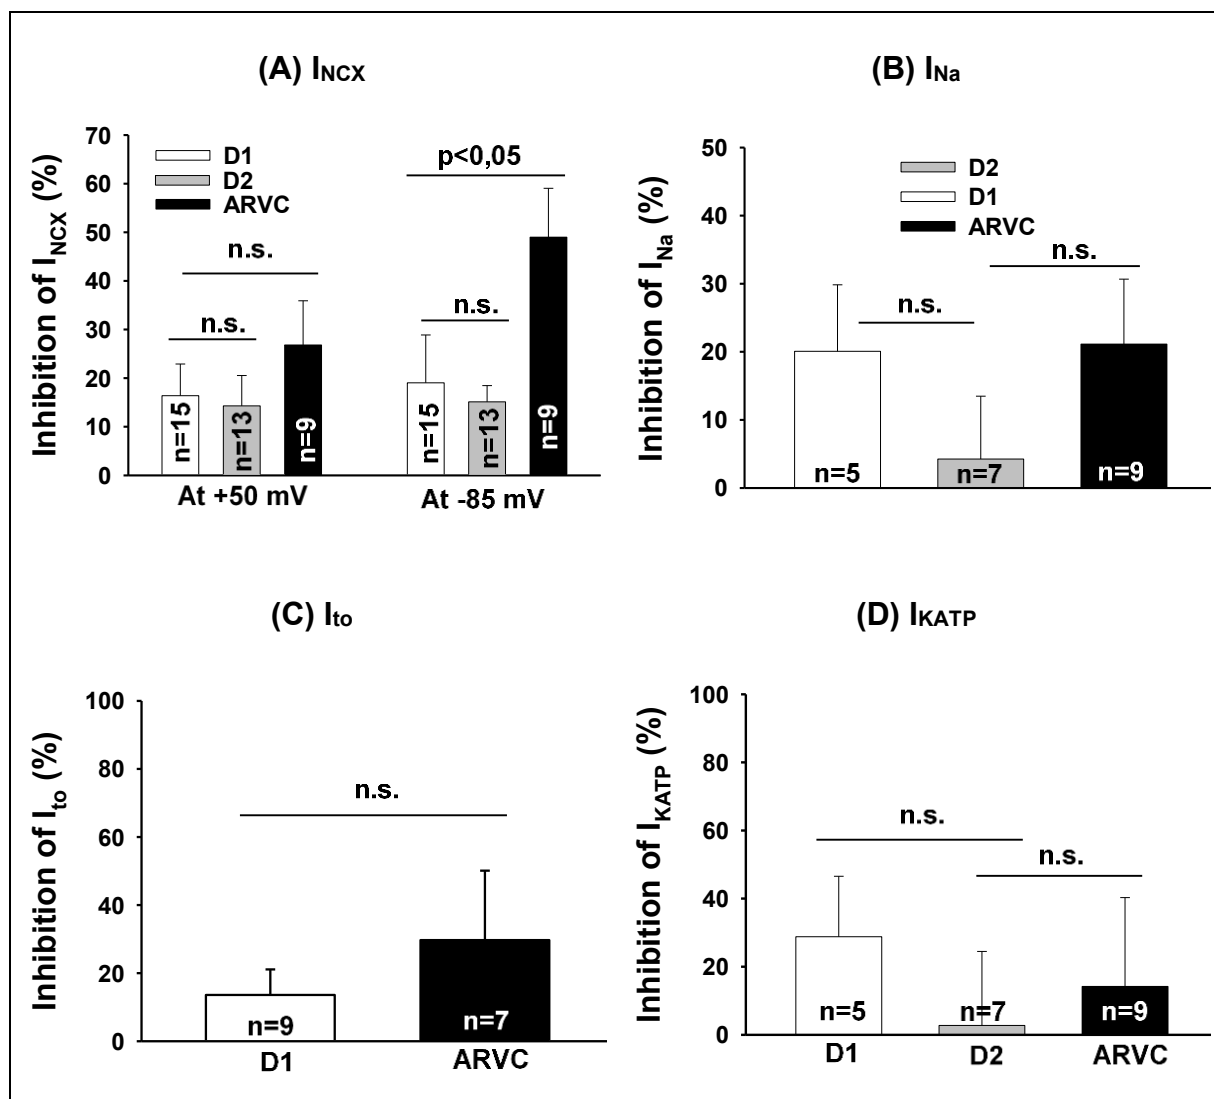 (A) INCX
Inhibition of INCX (%)
70
60
50
40
30
20
10
0
D1
D2
ARVC
n.s.
n.s.
n=15
n=13
n=9
At +50 mV
p<0,05
n.s.
n=15
n=13
n=9
At -85 mV
(B) INa
Inhibition of INa (%)
50
40
30
20
10
0
D2
D1
ARVC
n.s.
n.s.
n=5
n=7
n=9
(C) Ito
Inhibition of Ito (%)
100
80
60
40
20
0
n.s.
n=9
n=7
D1
ARVC
(D) IKATP
Inhibition of IKATP (%)
100
80
60
40
20
0
n.s.
n.s.
n=5
n=7
n=9
D1
D2
ARVC